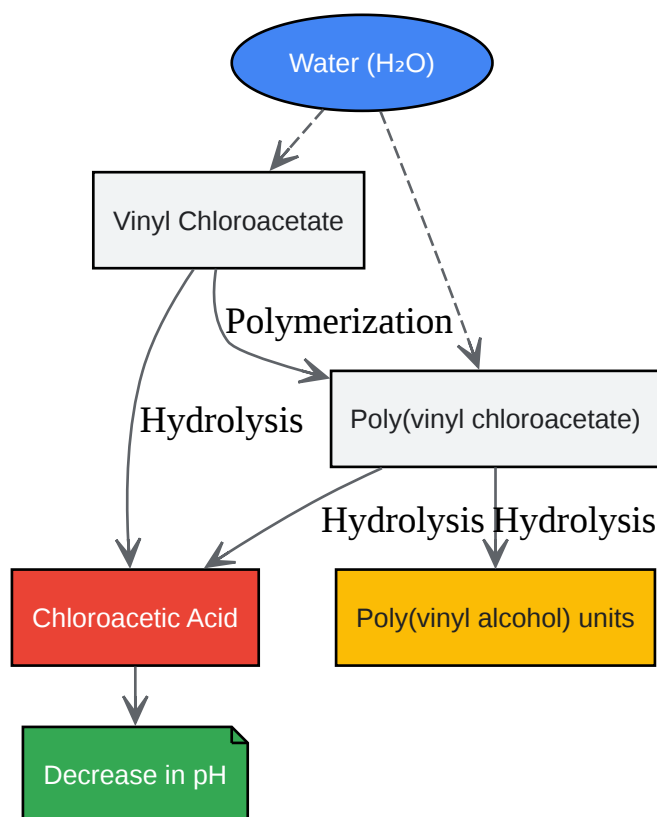 Water (H₂O)
Vinyl Chloroacetate
Polymerization
Hydrolysis
Poly(vinyl chloroacetate)
Hydrolysis
Hydrolysis
Chloroacetic Acid
Poly(vinyl alcohol) units
Decrease in pH